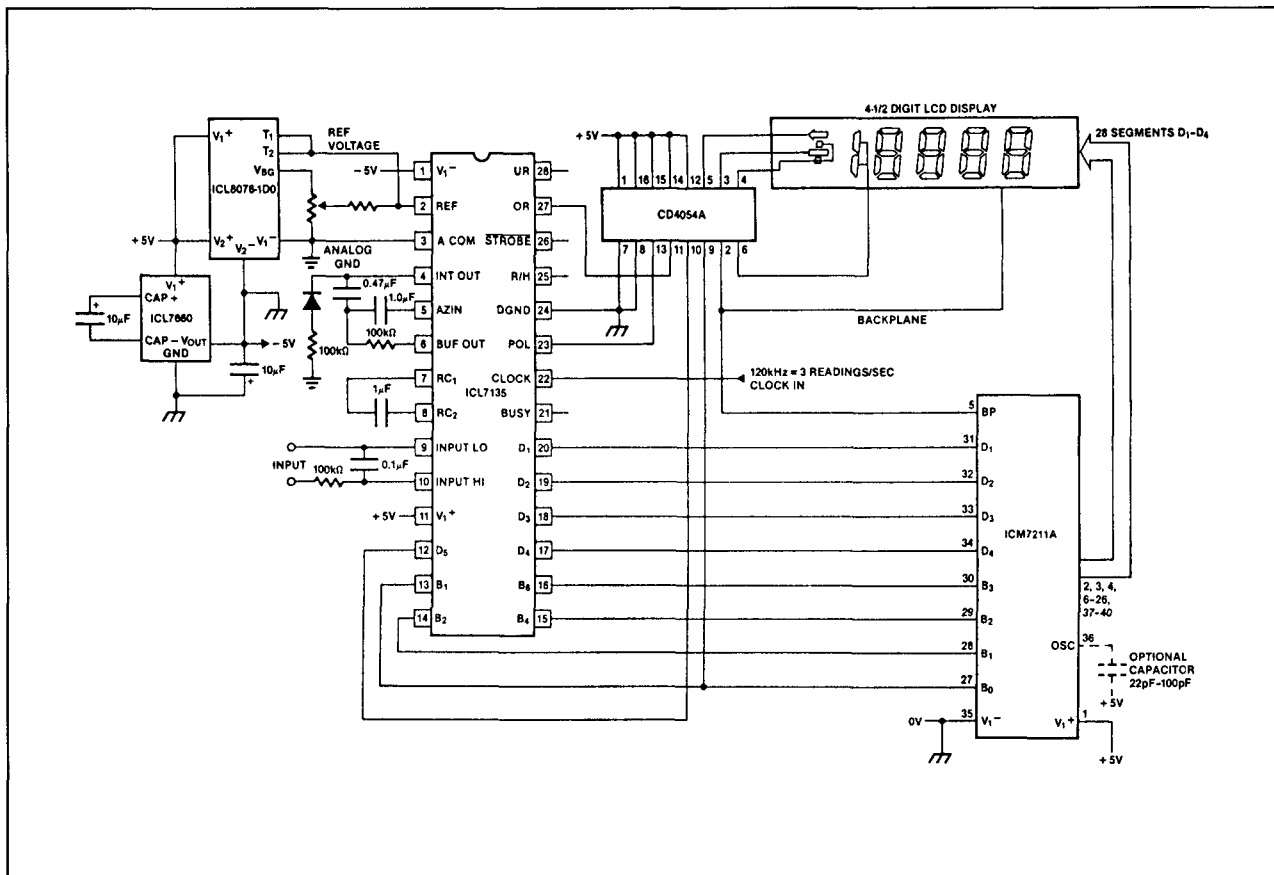 4-1/2 DIGIT LCD DISPLAY
28 SEGMENTS D1-D4
+5V
1 16 15 14 12 5 3 4
CD4054A
7 8 13 11 10 9 2 6
BACKPLANE
V1+
T1
T2
VBG
ICL8076-1D0
V2+
V2-
V1-
REF
VOLTAGE
+5V
ANALOG
GND
V1+
CAP +
ICL7660
CAP - VOUT
GND
10µF
-5V
10µF
-5V
1 V1-
2 REF
3 A COM
4 INT OUT
5 AZIN
6 BUF OUT
7 RC1
8 RC2
9 INPUT LO
10 INPUT HI
11 V1+
12 D5
13 B1
14 B2
ICL7135
UR 28
OR 27
STROBE 26
R/H 25
DGND 24
POL 23
CLOCK 22
BUSY 21
D1 20
D2 19
D3 18
D4 17
B8 16
B4 15
0.47µF
1.0µF
100kΩ
100kΩ
1µF
INPUT
0.1µF
100kΩ
+5V
120kHz = 3 READINGS/SEC
CLOCK IN
5 BP
31 D1
32 D2
33 D3
34 D4
30 B3
29 B2
28 B1
27 B0
35 V1-
0V
ICM7211A
2, 3, 4,
6-26,
37-40
OSC 36
OPTIONAL
CAPACITOR
22pF-100pF
+5V
V1+ 1
+5V